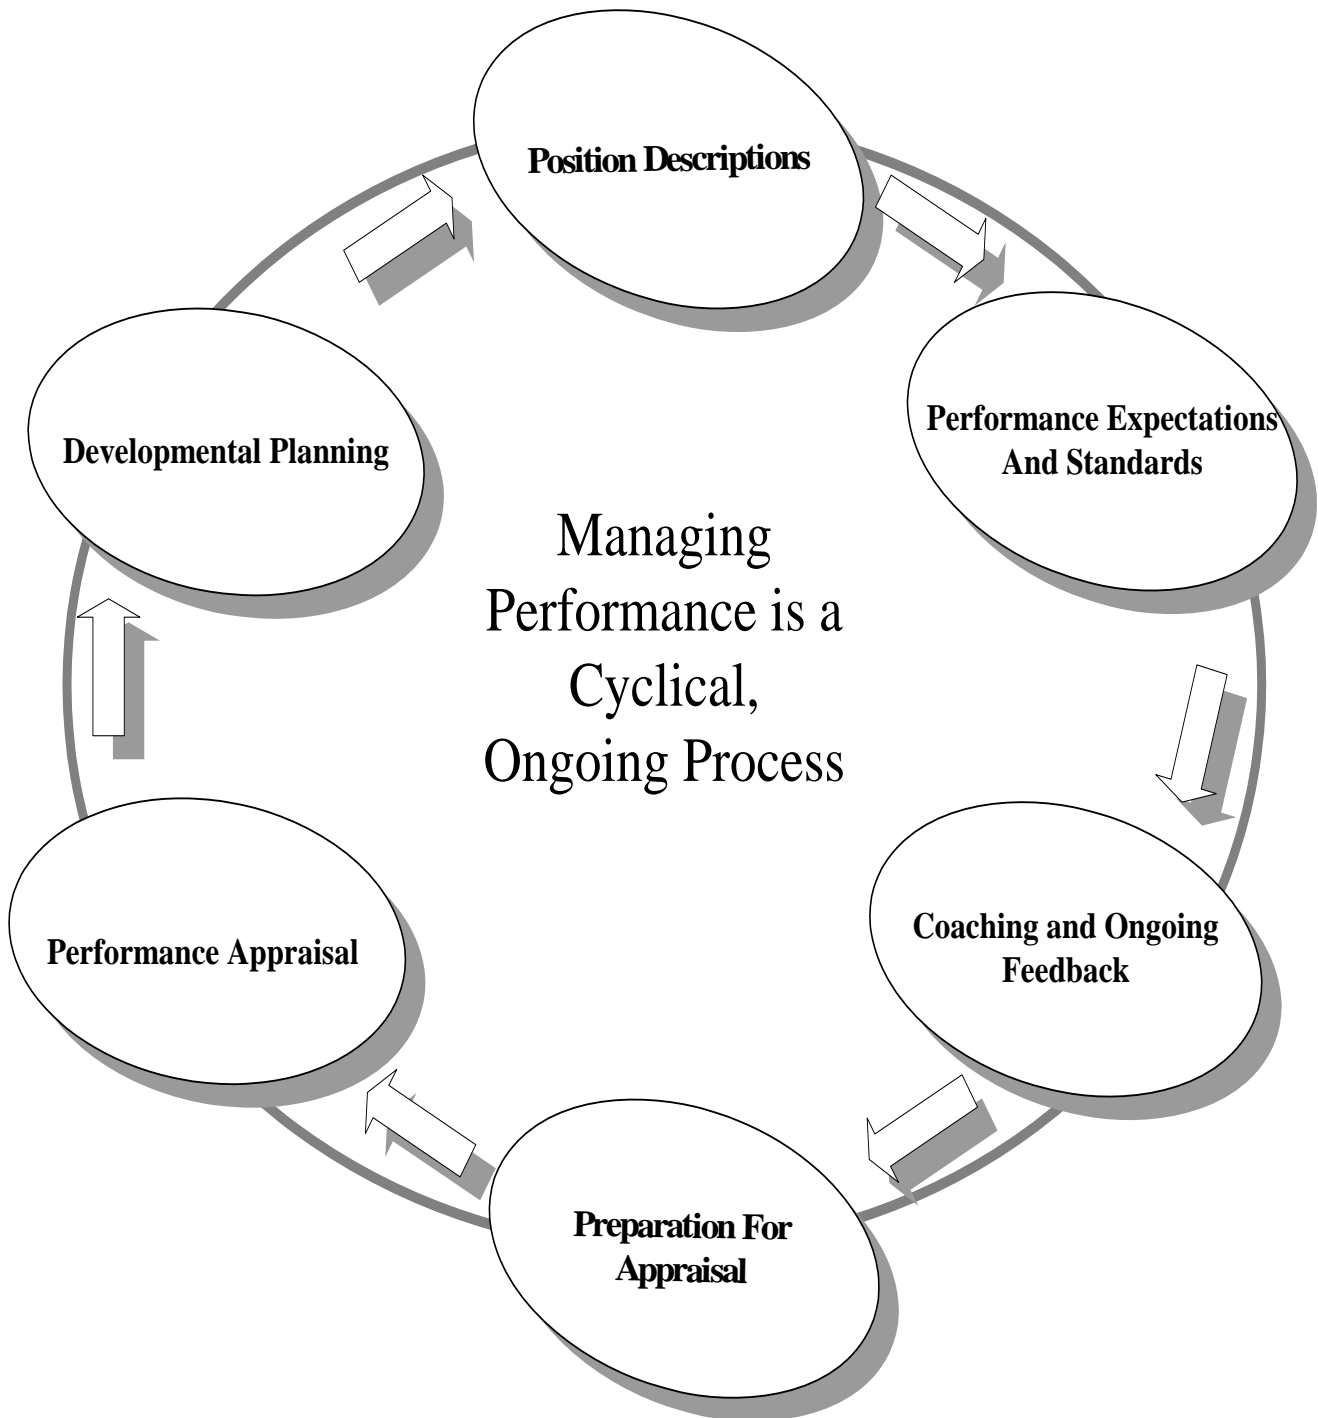 Position Descriptions
Performance Expectations
And Standards
Developmental Planning
Managing
Performance is a
Cyclical,
Ongoing Process
Coaching and Ongoing
Feedback
Performance Appraisal
Preparation For
Appraisal